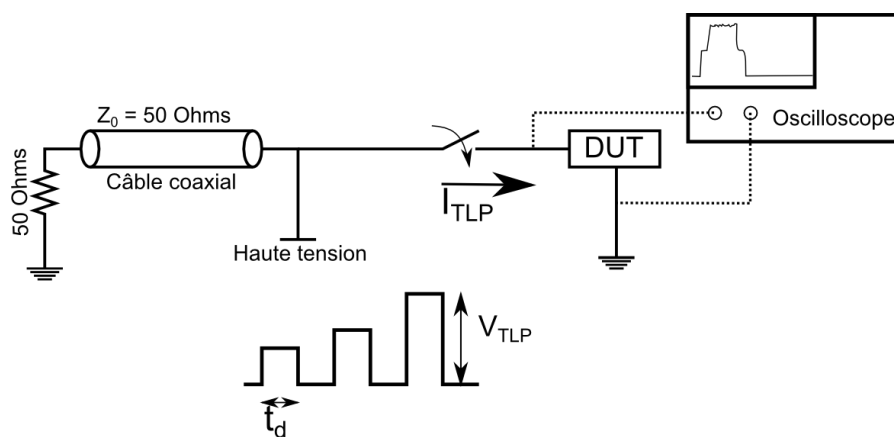 Z0 = 50 Ohms
Câble coaxial
50 Ohms
Haute tension
ITLP
DUT
Oscilloscope
VTLP
td